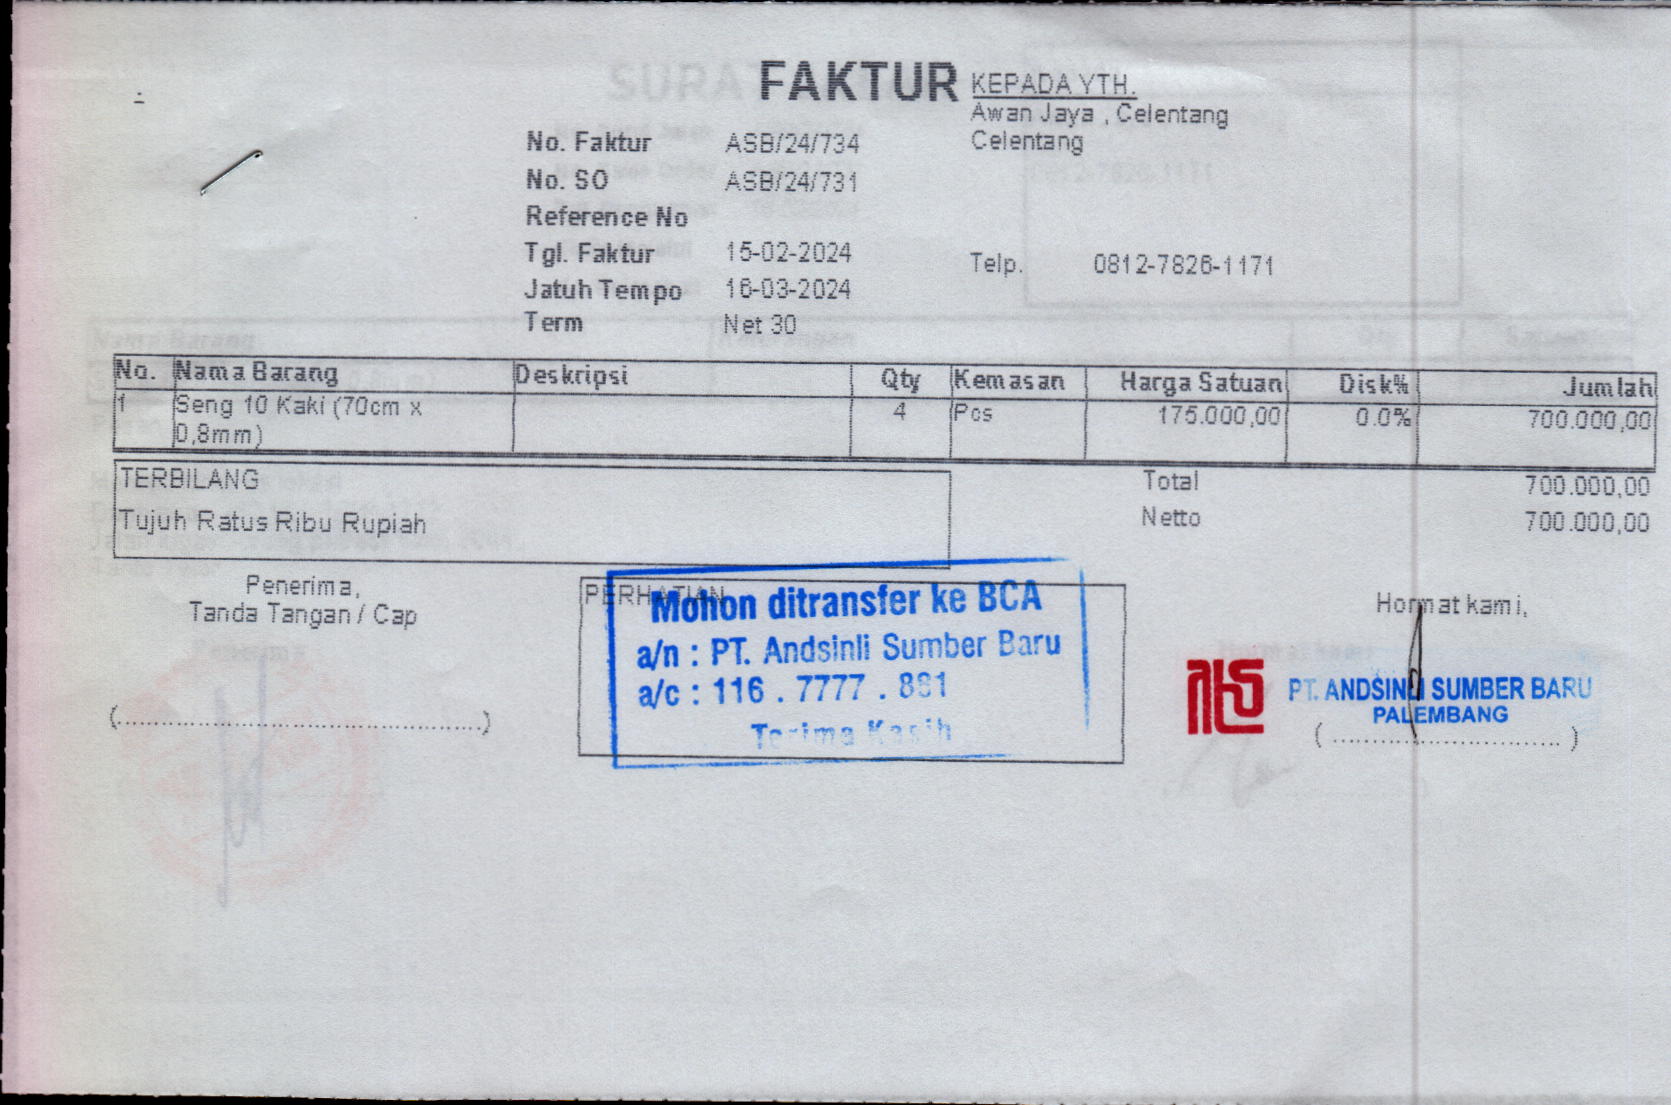 FAKTUR
KEPADA YTH.
Awan Jaya , Celentang
Celentang
No. Faktur ASB/24/734
No. SO ASB/24/731
Reference No
Tgl. Faktur 15-02-2024
Jatuh Tempo 16-03-2024
Term Net 30
Telp. 0812-7826-1171
No. Nama Barang Deskripsi Qty Kemasan Harga Satuan Disk% Jumlah
1 Seng 10 Kaki (70cm x 4 Pcs 175.000,00 0.0% 700.000,00
0,8mm)
TERBILANG
Tujuh Ratus Ribu Rupiah
Total 700.000,00
Netto 700.000,00
Penerima,
Tanda Tangan / Cap
(........................................................)
PERHATIAN
Mohon ditransfer ke BCA
a/n : PT. Andsinli Sumber Baru
a/c : 116 . 7777 . 881
Terima Kasih
Hormat kami,
PT. ANDSINLI SUMBER BARU
PALEMBANG
(..................................)